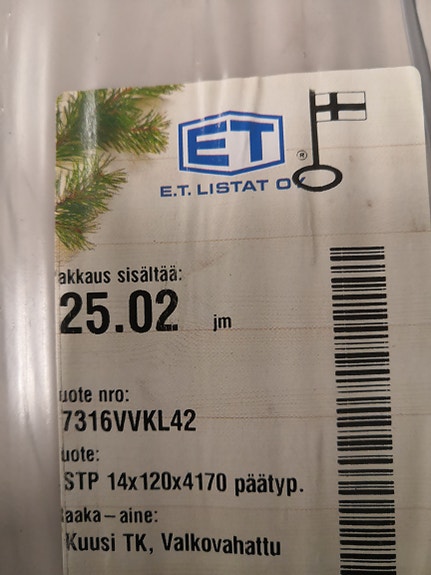 ET
®
E.T. LISTAT OY
akkaus sisältää:
25.02 jm
uote nro:
7316VVKL42
uote:
STP 14x120x4170 päätyp.
aaka-aine:
Kuusi TK, Valkovahattu